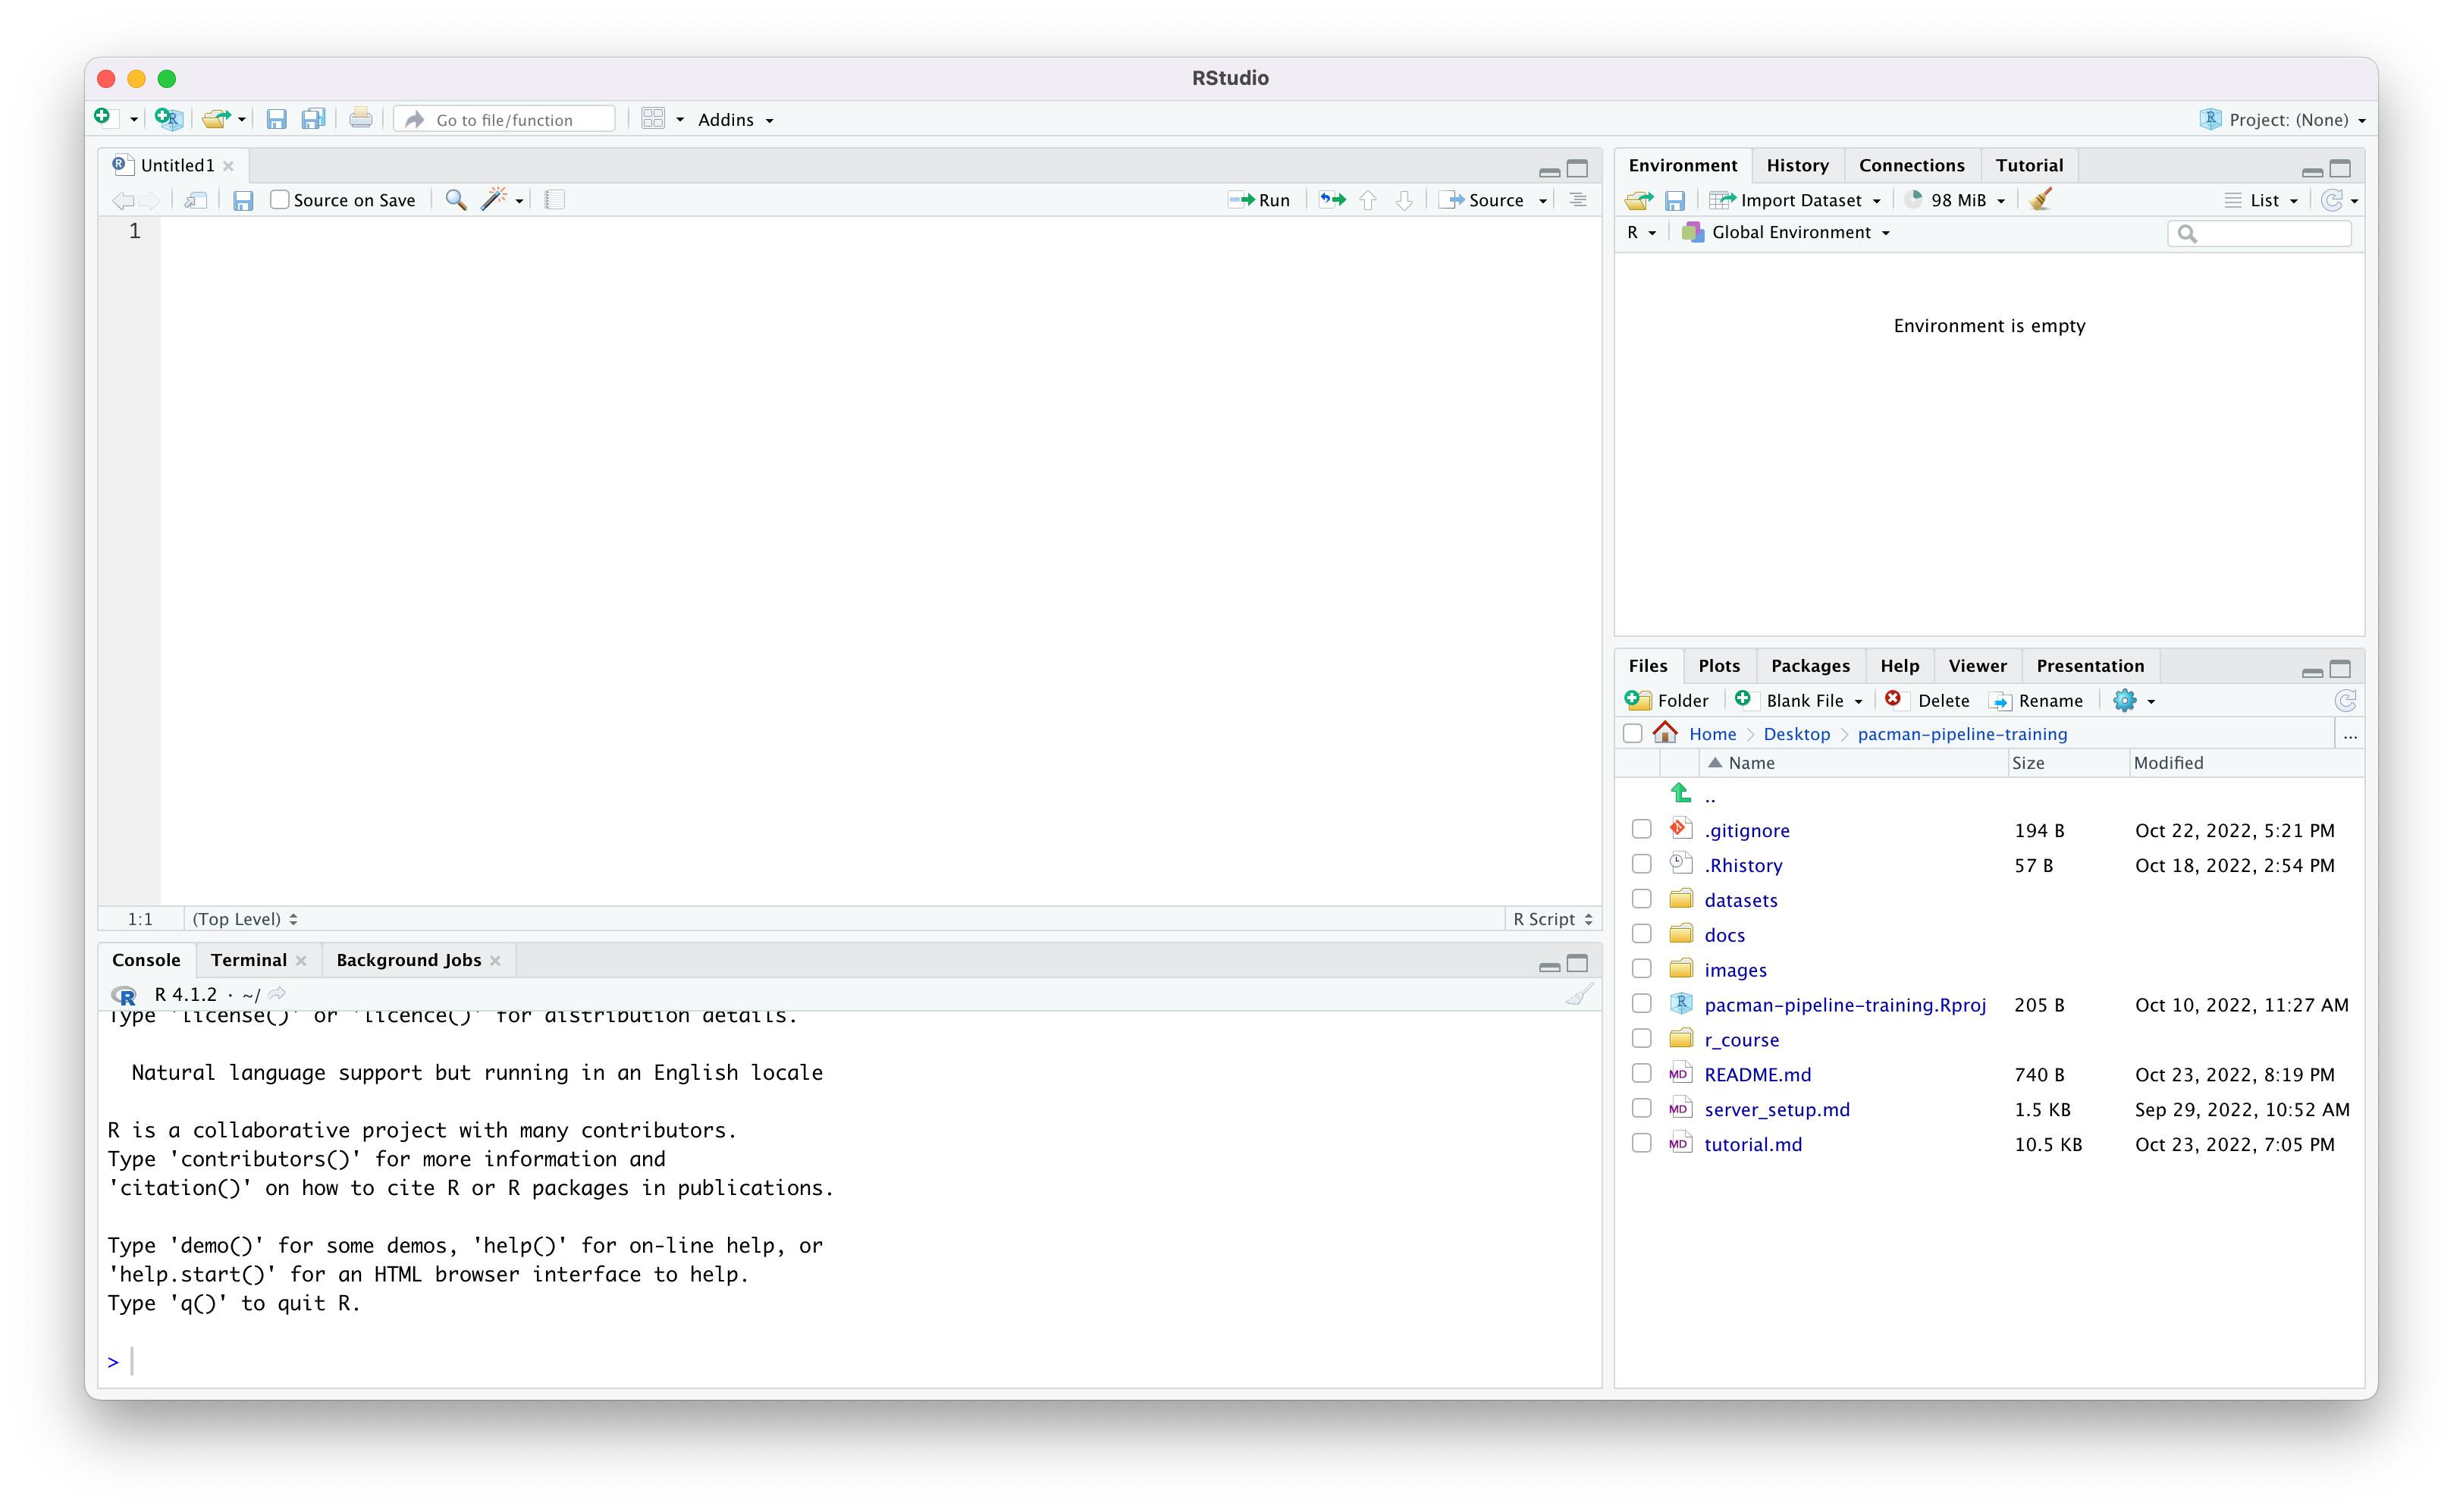 RStudio
Go to file/function
Addins
Project: (None)
Untitled1
Source on Save
Run
Source
1
1:1
(Top Level)
R Script
Console
Terminal
Background Jobs
R 4.1.2 · ~/
Type 'license()' or 'licence()' for distribution details.
Natural language support but running in an English locale
R is a collaborative project with many contributors.
Type 'contributors()' for more information and
'citation()' on how to cite R or R packages in publications.
Type 'demo()' for some demos, 'help()' for on-line help, or
'help.start()' for an HTML browser interface to help.
Type 'q()' to quit R.
>
Environment
History
Connections
Tutorial
Import Dataset
98 MiB
List
R
Global Environment
Environment is empty
Files
Plots
Packages
Help
Viewer
Presentation
Folder
Blank File
Delete
Rename
Home
Desktop
pacman-pipeline-training
...
Name Size Modified
..
.gitignore 194 B Oct 22, 2022, 5:21 PM
.Rhistory 57 B Oct 18, 2022, 2:54 PM
datasets
docs
images
pacman-pipeline-training.Rproj 205 B Oct 10, 2022, 11:27 AM
r_course
README.md 740 B Oct 23, 2022, 8:19 PM
server_setup.md 1.5 KB Sep 29, 2022, 10:52 AM
tutorial.md 10.5 KB Oct 23, 2022, 7:05 PM